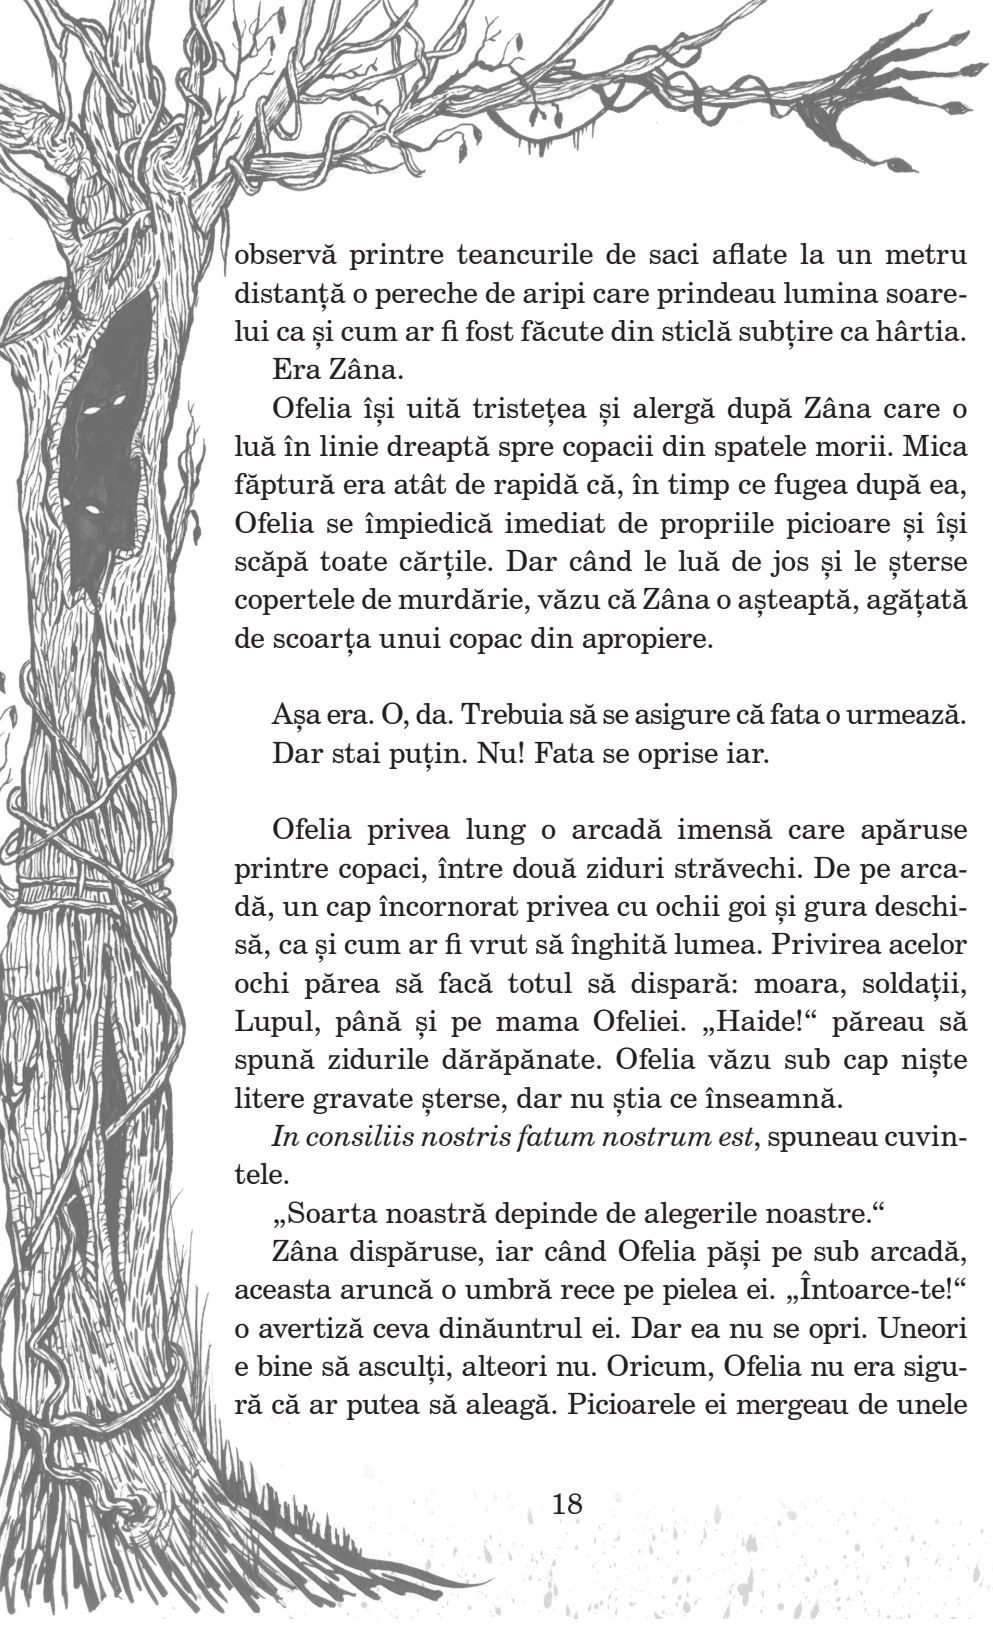 observă printre teancurile de saci aflate la un metru
distanță o pereche de aripi care prindeau lumina soare-
lui ca și cum ar fi fost făcute din sticlă subțire ca hârtia.
Era Zâna.
Ofelia își uită tristețea și alergă după Zâna care o
luă în linie dreaptă spre copacii din spatele morii. Mica
făptură era atât de rapidă că, în timp ce fugea după ea,
Ofelia se împiedică imediat de propriile picioare și își
scăpă toate cărțile. Dar când le luă de jos și le șterse
copertele de murdărie, văzu că Zâna o așteaptă, agățată
de scoarța unui copac din apropiere.
Așa era. O, da. Trebuia să se asigure că fata o urmează.
Dar stai puțin. Nu! Fata se oprise iar.
Ofelia privea lung o arcadă imensă care apăruse
printre copaci, între două ziduri străvechi. De pe arca-
dă, un cap încornorat privea cu ochii goi și gura deschi-
să, ca și cum ar fi vrut să înghită lumea. Privirea acelor
ochi părea să facă totul să dispară: moara, soldații,
Lupul, până și pe mama Ofeliei. „Haide!“ păreau să
spună zidurile dărăpănate. Ofelia văzu sub cap niște
litere gravate șterse, dar nu știa ce înseamnă.
In consiliis nostris fatum nostrum est, spuneau cuvin-
tele.
„Soarta noastră depinde de alegerile noastre.“
Zâna dispăruse, iar când Ofelia păși pe sub arcadă,
aceasta aruncă o umbră rece pe pielea ei. „Întoarce-te!“
o avertiză ceva dinăuntrul ei. Dar ea nu se opri. Uneori
e bine să asculți, alteori nu. Oricum, Ofelia nu era sigu-
ră că ar putea să aleagă. Picioarele ei mergeau de unele
18